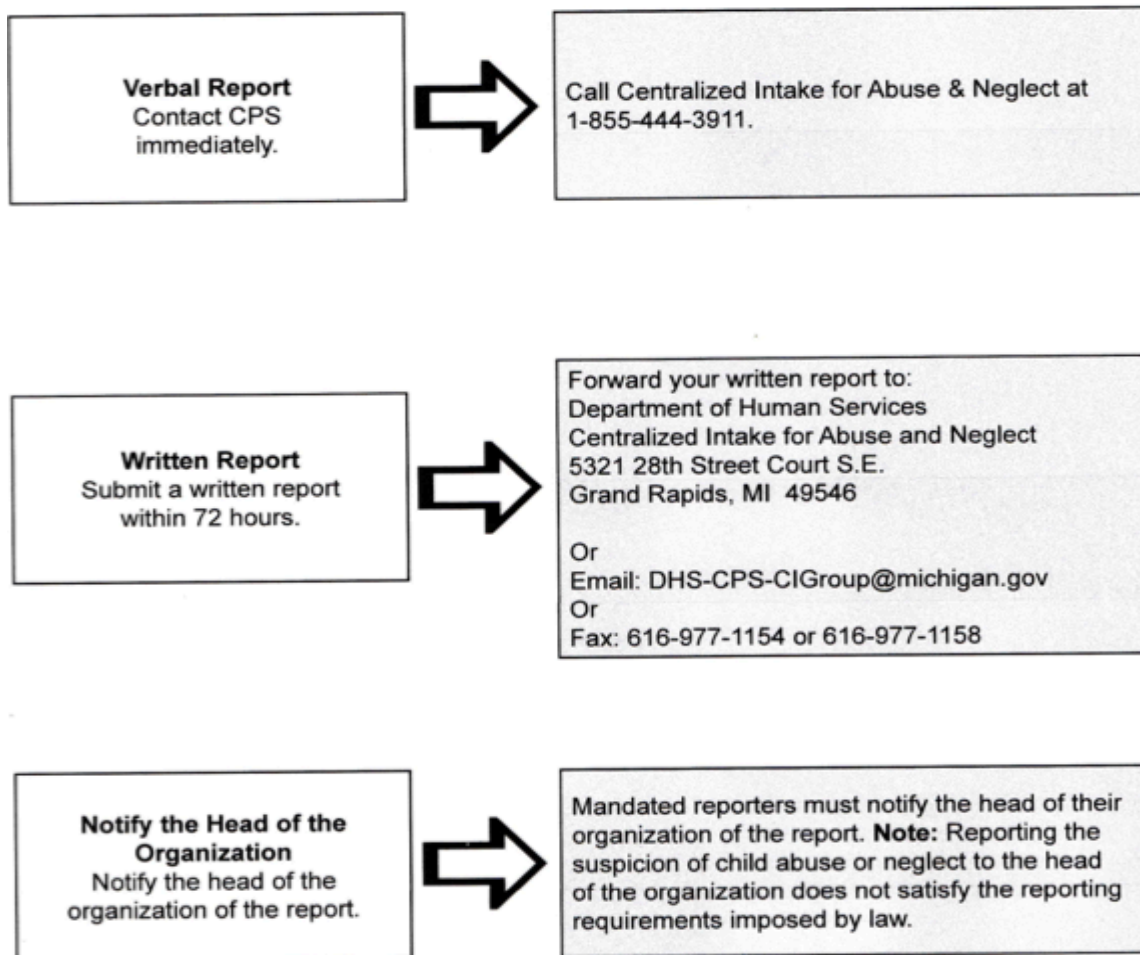 Verbal Report
Contact CPS
immediately.
Call Centralized Intake for Abuse & Neglect at
1-855-444-3911.
Written Report
Submit a written report
within 72 hours.
Forward your written report to:
Department of Human Services
Centralized Intake for Abuse and Neglect
5321 28th Street Court S.E.
Grand Rapids, MI 49546
Or
Email: DHS-CPS-CIGroup@michigan.gov
Or
Fax: 616-977-1154 or 616-977-1158
Notify the Head of the
Organization
Notify the head of the
organization of the report.
Mandated reporters must notify the head of their
organization of the report. Note: Reporting the
suspicion of child abuse or neglect to the head
of the organization does not satisfy the reporting
requirements imposed by law.